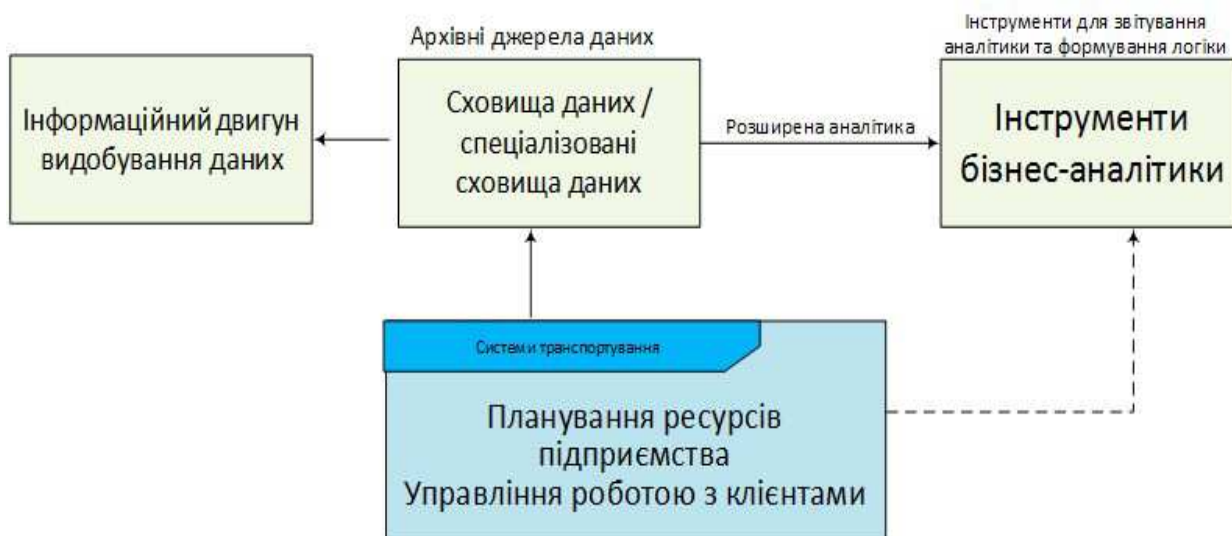 Архівні джерела даних
Інструменти для звітування
аналітики та формування логіки
Інформаційний двигун
видобування даних
Сховища даних /
спеціалізовані
сховища даних
Розширена аналітика
Інструменти
бізнес-аналітики
Системи транспортування
Планування ресурсів
підприємства
Управління роботою з клієнтами